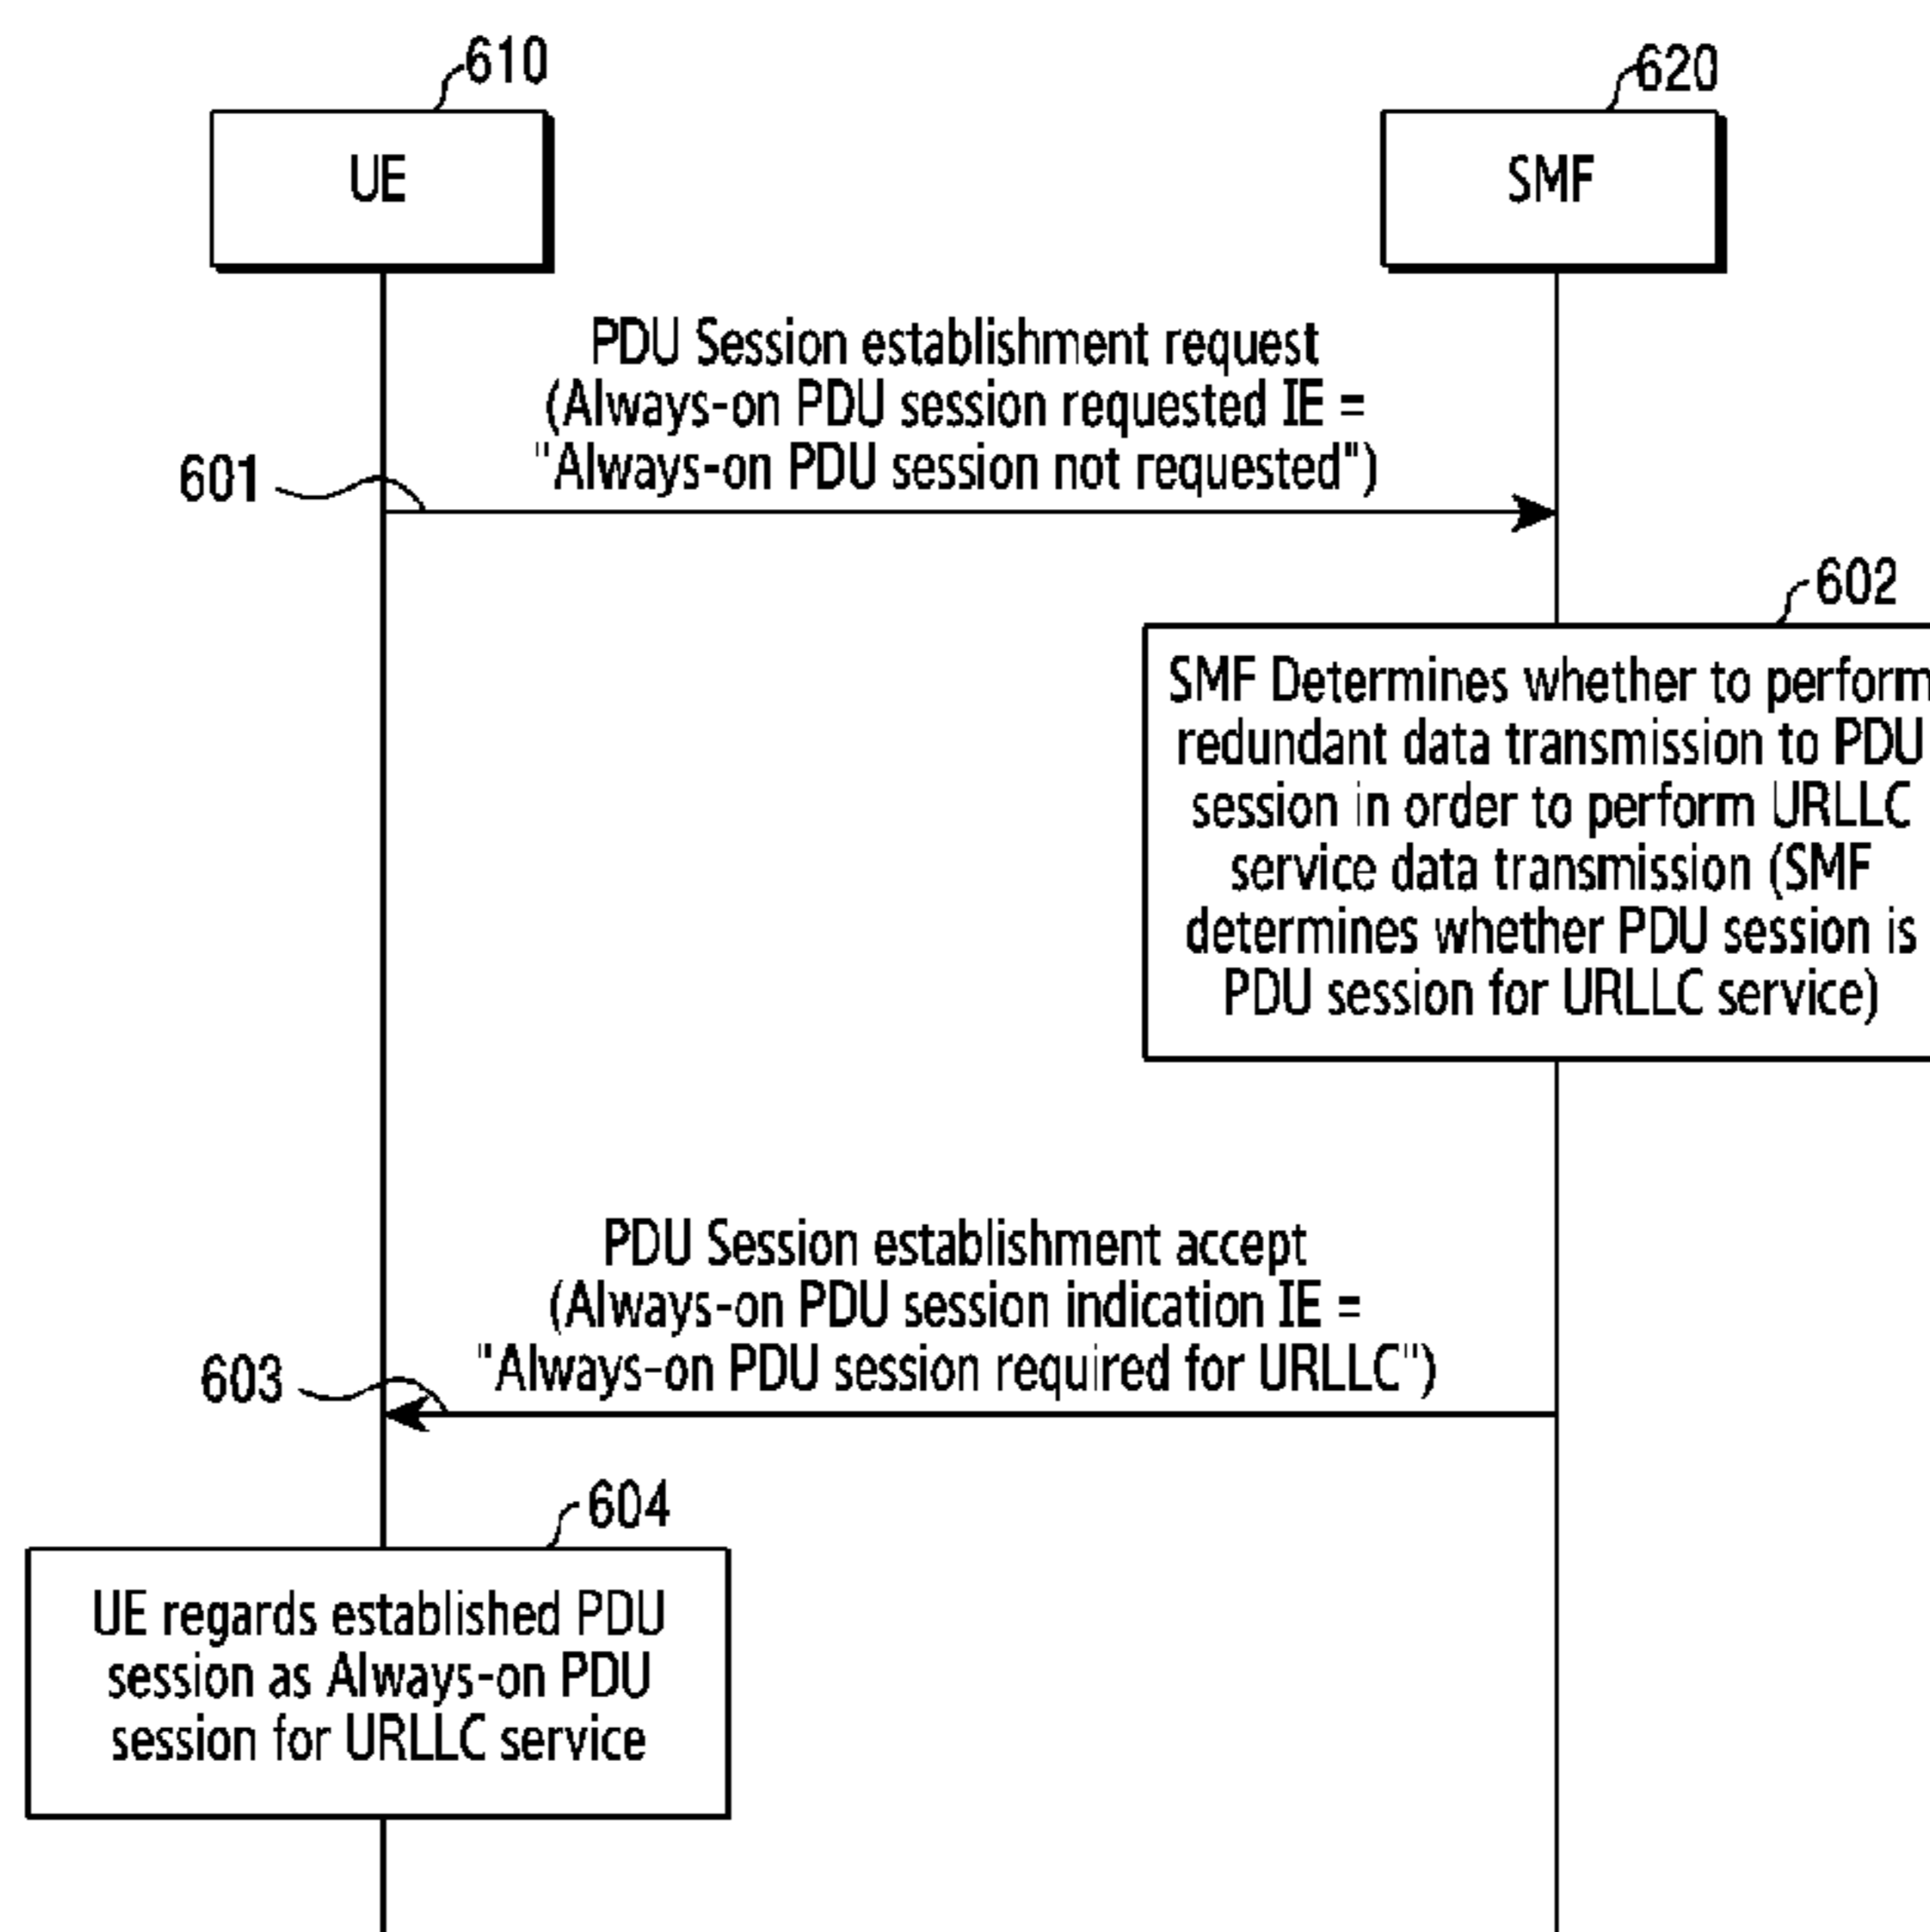 610
620
UE
SMF
PDU Session establishment request
(Always-on PDU session requested IE =
"Always-on PDU session not requested")
601
602
SMF Determines whether to perform
redundant data transmission to PDU
session in order to perform URLLC
service data transmission (SMF
determines whether PDU session is
PDU session for URLLC service)
PDU Session establishment accept
(Always-on PDU session indication IE =
"Always-on PDU session required for URLLC")
603
604
UE regards established PDU
session as Always-on PDU
session for URLLC service